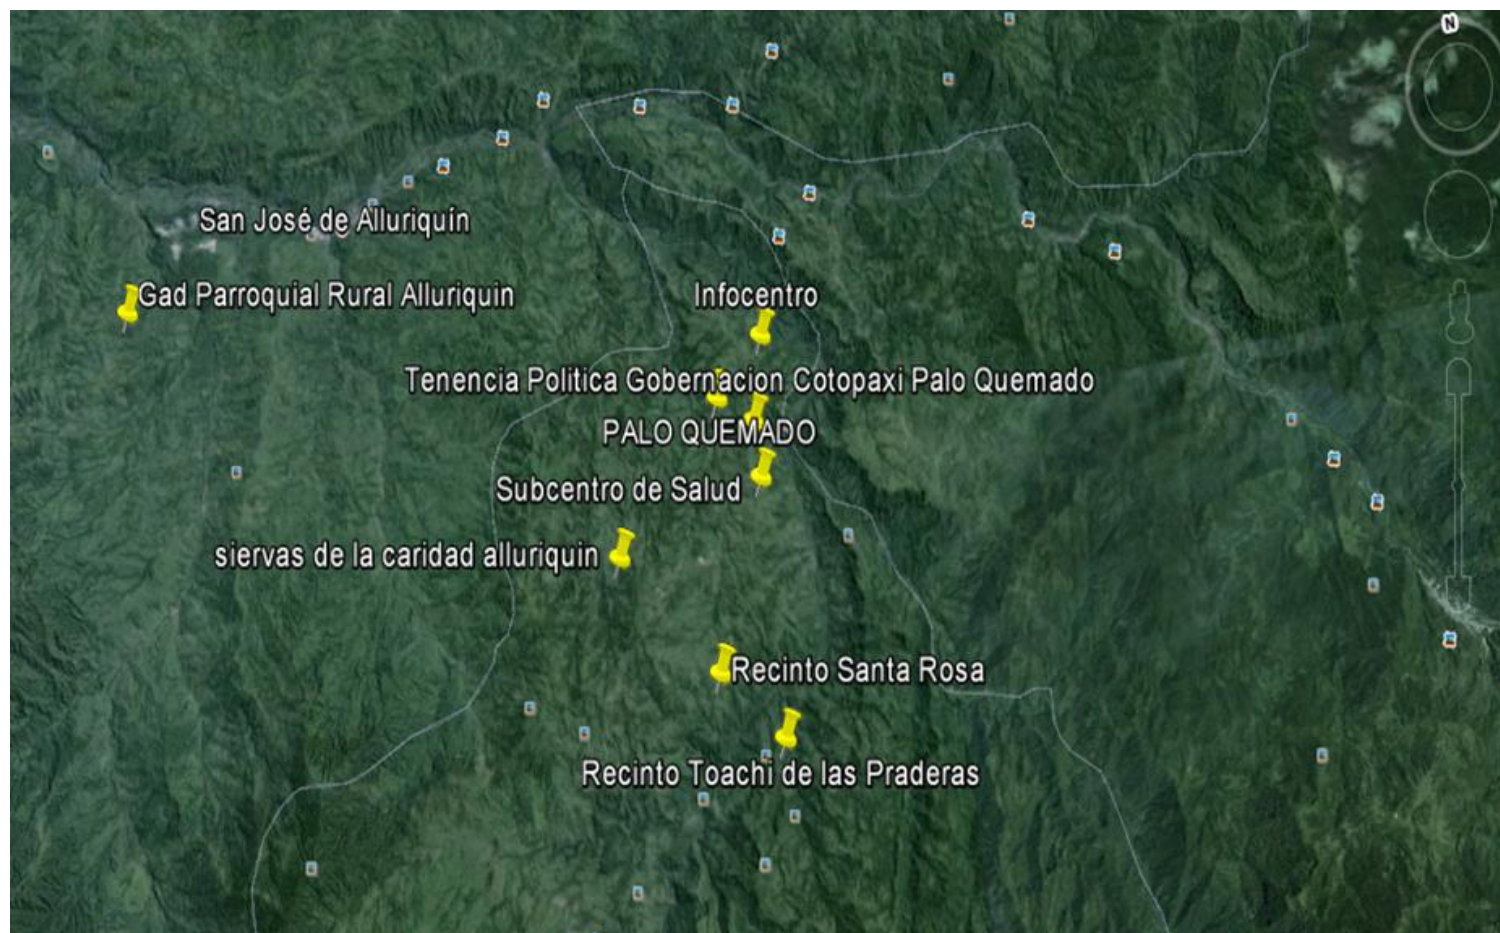 N
San José de Alluriquín
Gad Parroquial Rural Alluriquin
Infocentro
Tenencia Politica Gobernacion Cotopaxi Palo Quemado
PALO QUEMADO
Subcentro de Salud
siervas de la caridad alluriquin
Recinto Santa Rosa
Recinto Toachi de las Praderas